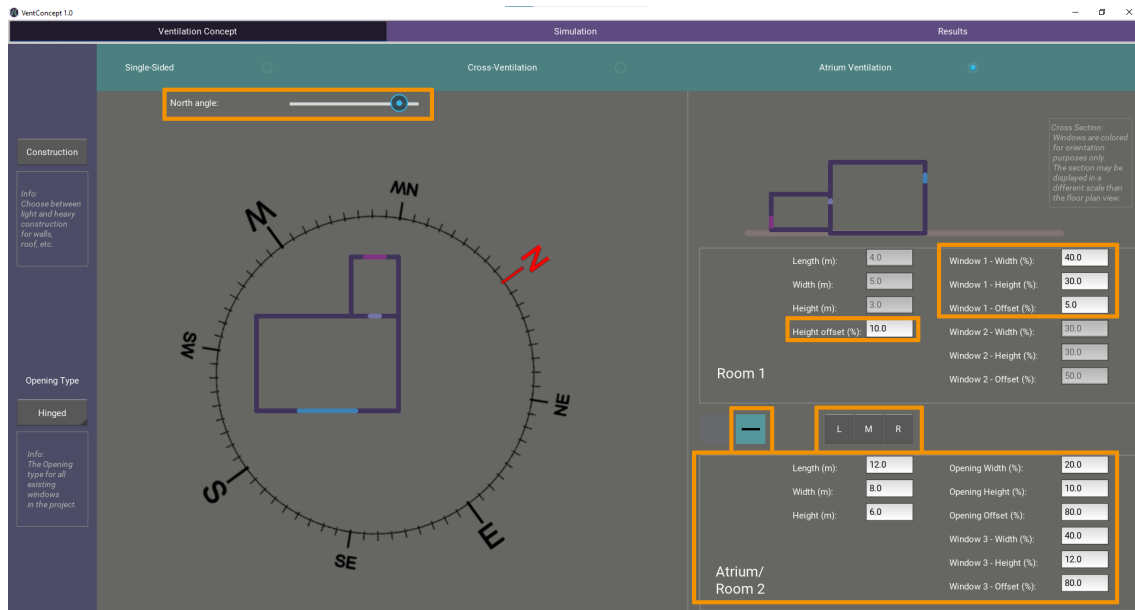 VentConcept 1.0
Ventilation Concept
Simulation
Results
Single-Sided
Cross-Ventilation
Atrium Ventilation
North angle:
Construction
Info:
Choose between
light and heavy
construction
for walls,
roof, etc.
Opening Type
Hinged
Info:
The Opening
type for all
existing
windows
in the project.
NW
W
N
SW
NE
S
E
SE
Cross Section:
Windows are colored
for orientation
purposes only.
The section may be
displayed in a
different scale than
the floor plan view.
Length (m): 4.0
Width (m): 5.0
Height (m): 3.0
Height offset (%): 10.0
Window 1 - Width (%): 40.0
Window 1 - Height (%): 30.0
Window 1 - Offset (%): 5.0
Window 2 - Width (%): 30.0
Window 2 - Height (%): 30.0
Window 2 - Offset (%): 50.0
Room 1
L M R
Length (m): 12.0
Width (m): 8.0
Height (m): 6.0
Opening Width (%): 20.0
Opening Height (%): 10.0
Opening Offset (%): 80.0
Window 3 - Width (%): 40.0
Window 3 - Height (%): 12.0
Window 3 - Offset (%): 80.0
Atrium/
Room 2